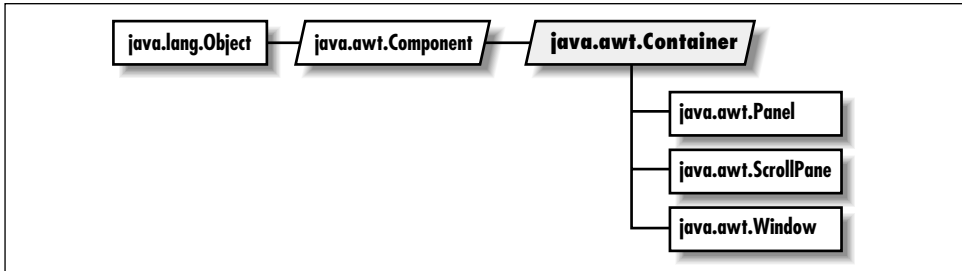 java.lang.Object
java.awt.Component
java.awt.Container
java.awt.Panel
java.awt.ScrollPane
java.awt.Window